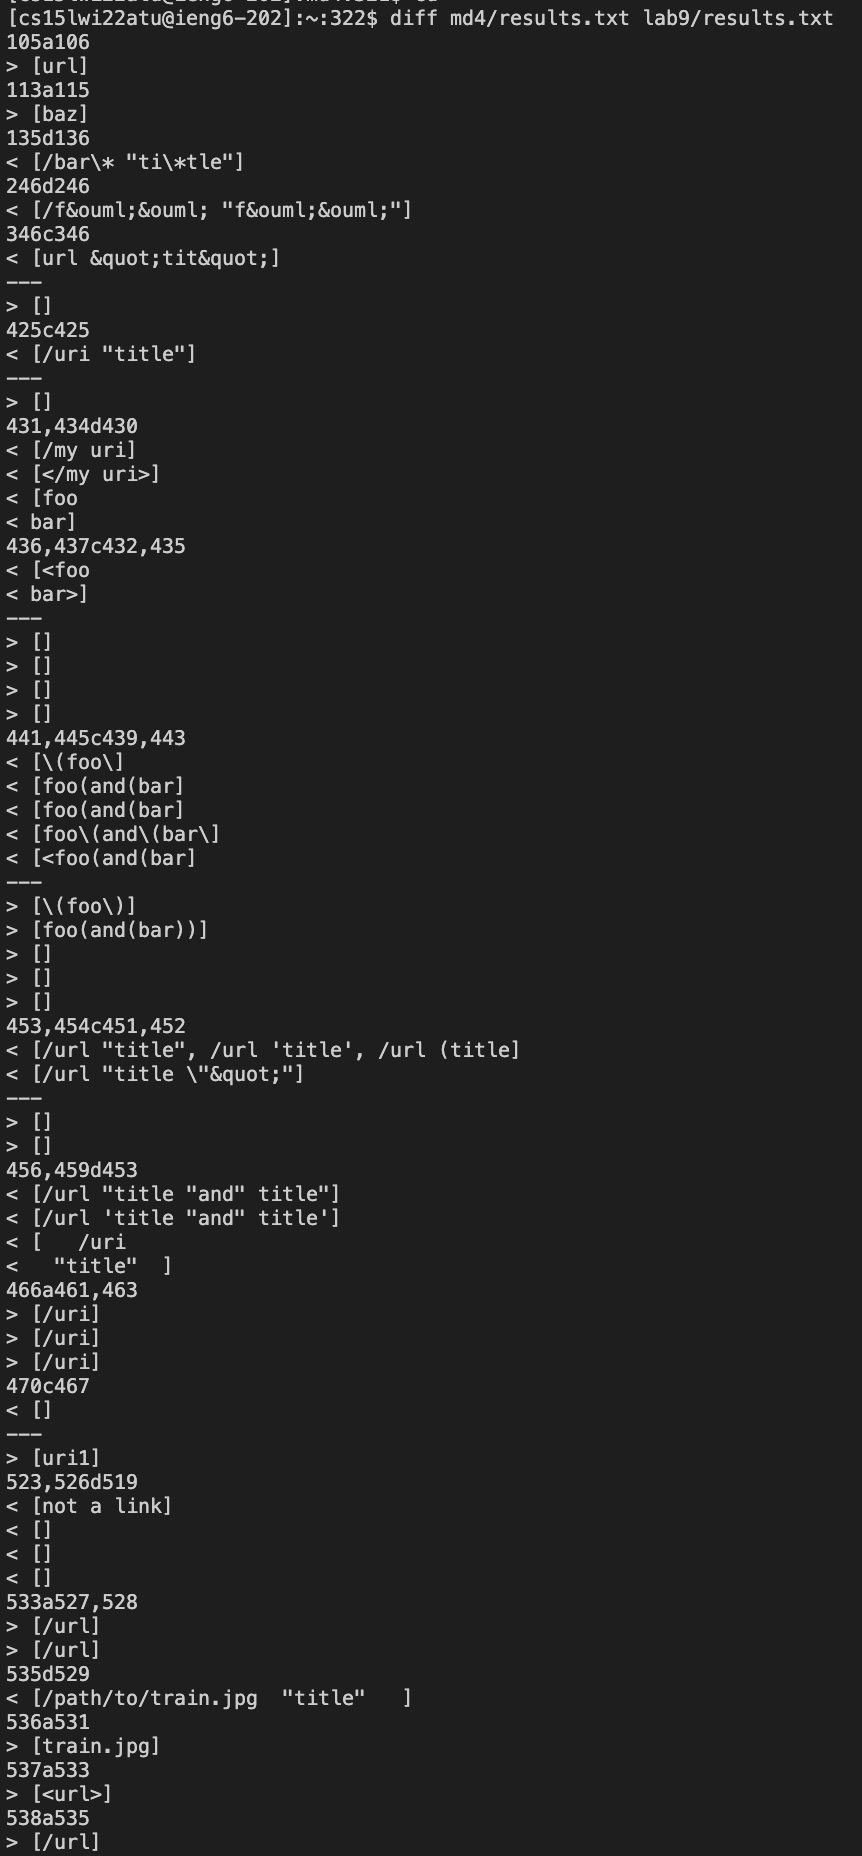 [cs15lwi22atu@ieng6-202]:~:322$ diff md4/results.txt lab9/results.txt
105a106
> [url]
113a115
> [baz]
135d136
< [/bar\* "ti\*tle"]
246d246
< [/f&ouml;&ouml; "f&ouml;&ouml;"]
346c346
< [url &quot;tit&quot;]
---
> []
425c425
< [/uri "title"]
---
> []
431,434d430
< [/my uri]
< [</my uri>]
< [foo
< bar]
436,437c432,435
< [<foo
< bar>]
---
> []
> []
> []
> []
441,445c439,443
< [\(foo\]
< [foo(and(bar]
< [foo(and(bar]
< [foo\(and\(bar\]
< [<foo(and(bar]
---
> [\(foo\)]
> [foo(and(bar))]
> []
> []
> []
453,454c451,452
< [/url "title", /url 'title', /url (title]
< [/url "title \"&quot;"]
---
> []
> []
456,459d453
< [/url "title "and" title"]
< [/url 'title "and" title']
< [   /uri
<   "title"  ]
466a461,463
> [/uri]
> [/uri]
> [/uri]
470c467
< []
---
> [uri1]
523,526d519
< [not a link]
< []
< []
< []
533a527,528
> [/url]
> [/url]
535d529
< [/path/to/train.jpg  "title"   ]
536a531
> [train.jpg]
537a533
> [<url>]
538a535
> [/url]